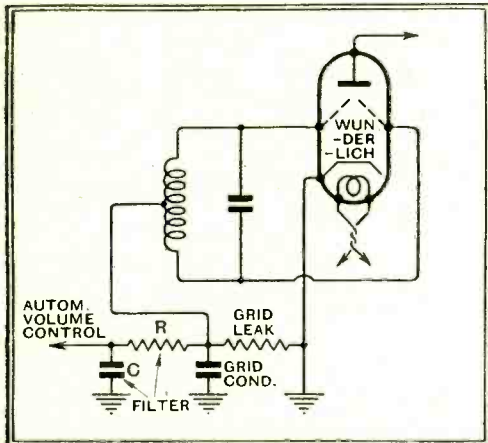 WUN
-DER
-LICH
AUTOM.
VOLUME
CONTROL
R
GRID
LEAK
C
GRID
COND.
FILTER